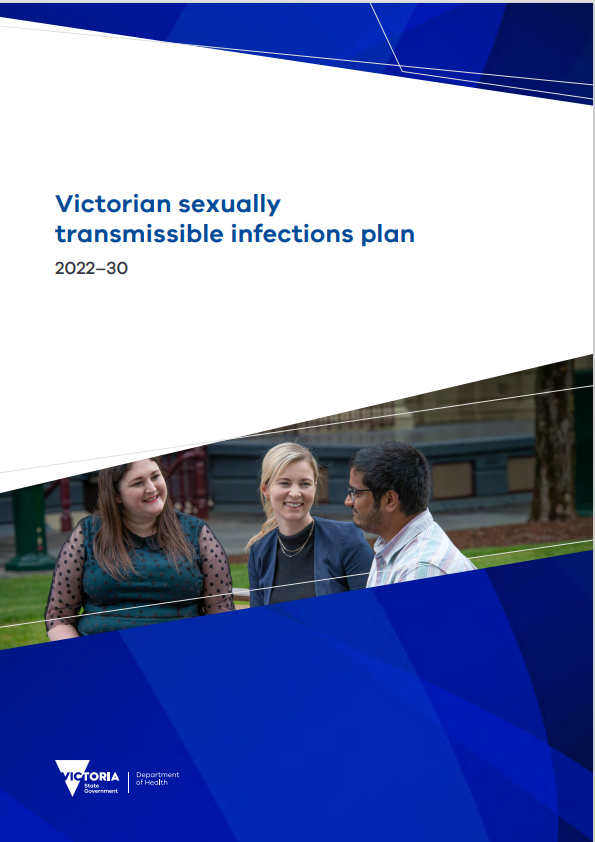 Victorian sexually
transmissible infections plan
2022–30
VICTORIA
State
Government
Department
of Health